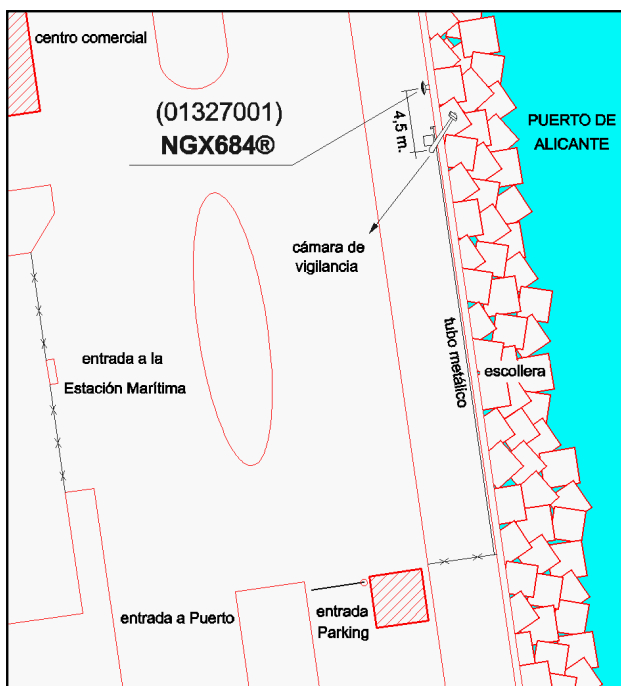 centro comercial
(01327001)
NGX684®
4,5 m.
PUERTO DE
ALICANTE
cámara de
vigilancia
tubo metálico
entrada a la
Estación Marítima
escollera
entrada a Puerto
entrada
Parking